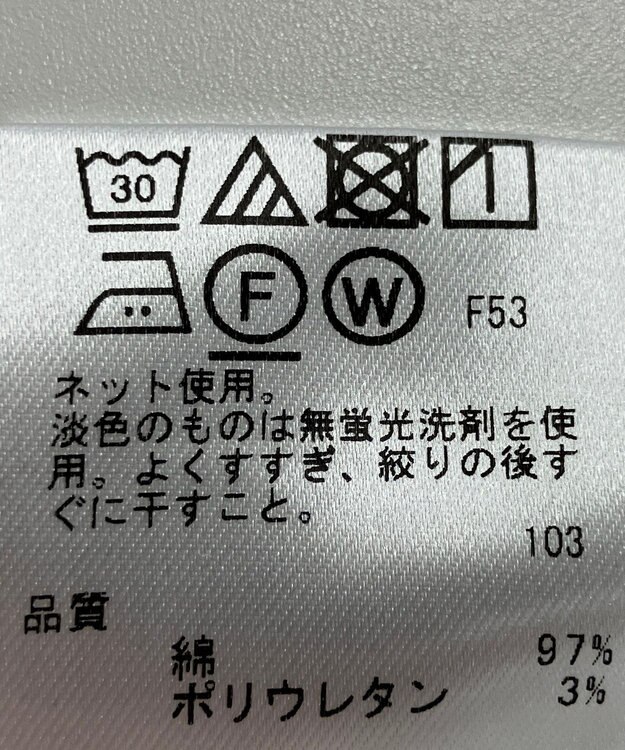 30
F W F53
ネット使用。
淡色のものは無蛍光洗剤を使
用。よくすすぎ、絞りの後す
ぐに干すこと。
103
品質
綿 97%
ポリウレタン 3%